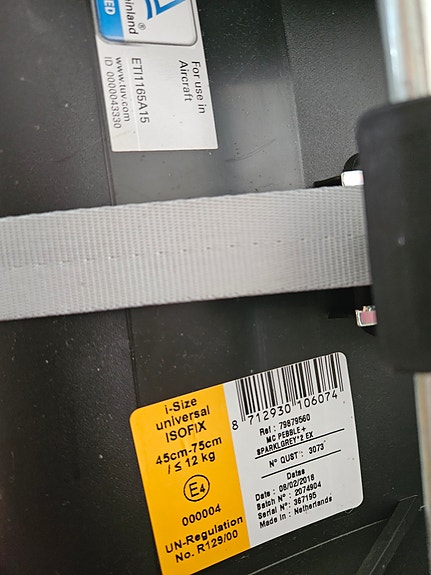 inland
ED
®
For use in
Aircraft
ETI1165A15
www.tuv.com
ID 0000043330
i-Size
universal
ISOFIX
45cm-75cm
/ ≤ 12 kg
E4
000004
UN-Regulation
No. R129/00
8 712930 106074
Ref : 79879560
MC PEBBLE+
SPARKLGREY*2 EX
N° QUST : 3073
Dates
Date : 08/02/2018
Batch N° : 2074904
Serial N° : 367195
Made in : Netherlands